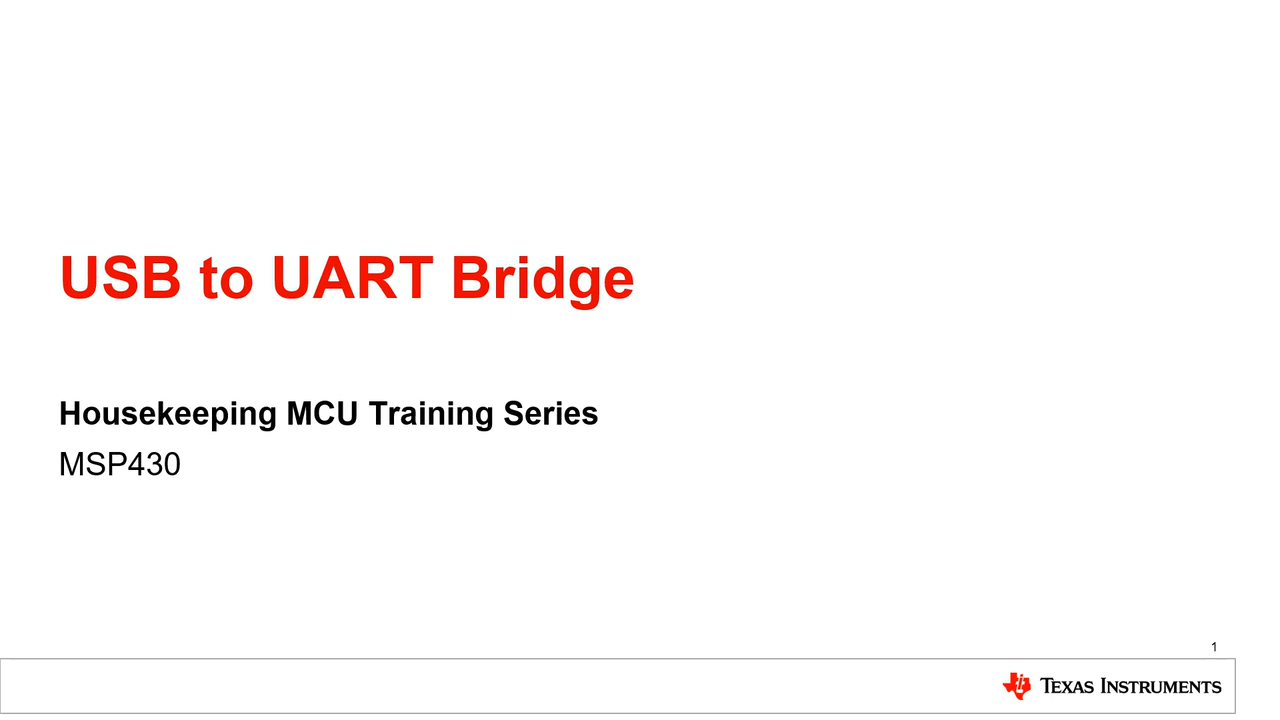 USB to UART Bridge
Housekeeping MCU Training Series
MSP430
1
TEXAS INSTRUMENTS